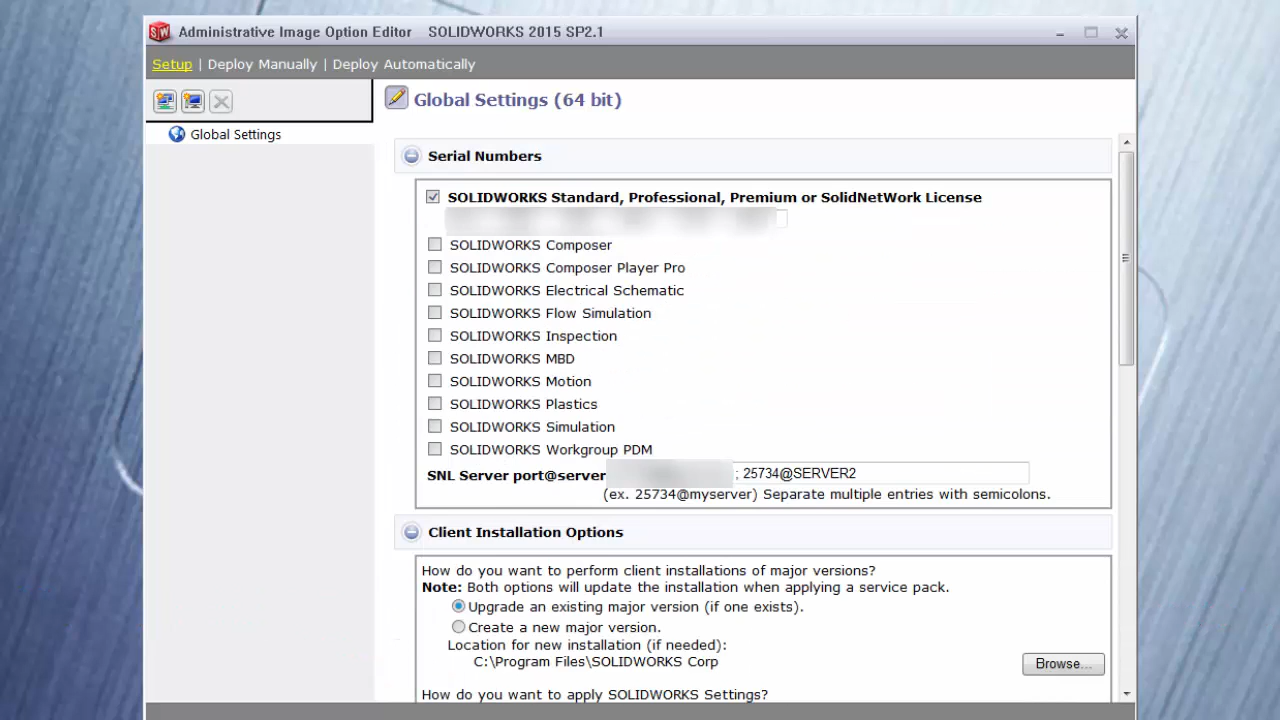 Administrative Image Option Editor SOLIDWORKS 2015 SP2.1
Setup | Deploy Manually | Deploy Automatically
Global Settings (64 bit)
Global Settings
Serial Numbers
SOLIDWORKS Standard, Professional, Premium or SolidNetWork License
SOLIDWORKS Composer
SOLIDWORKS Composer Player Pro
SOLIDWORKS Electrical Schematic
SOLIDWORKS Flow Simulation
SOLIDWORKS Inspection
SOLIDWORKS MBD
SOLIDWORKS Motion
SOLIDWORKS Plastics
SOLIDWORKS Simulation
SOLIDWORKS Workgroup PDM
SNL Server port@server ; 25734@SERVER2
(ex. 25734@myserver) Separate multiple entries with semicolons.
Client Installation Options
How do you want to perform client installations of major versions?
Note: Both options will update the installation when applying a service pack.
Upgrade an existing major version (if one exists).
Create a new major version.
Location for new installation (if needed):
C:\Program Files\SOLIDWORKS Corp
Browse...
How do you want to apply SOLIDWORKS Settings?